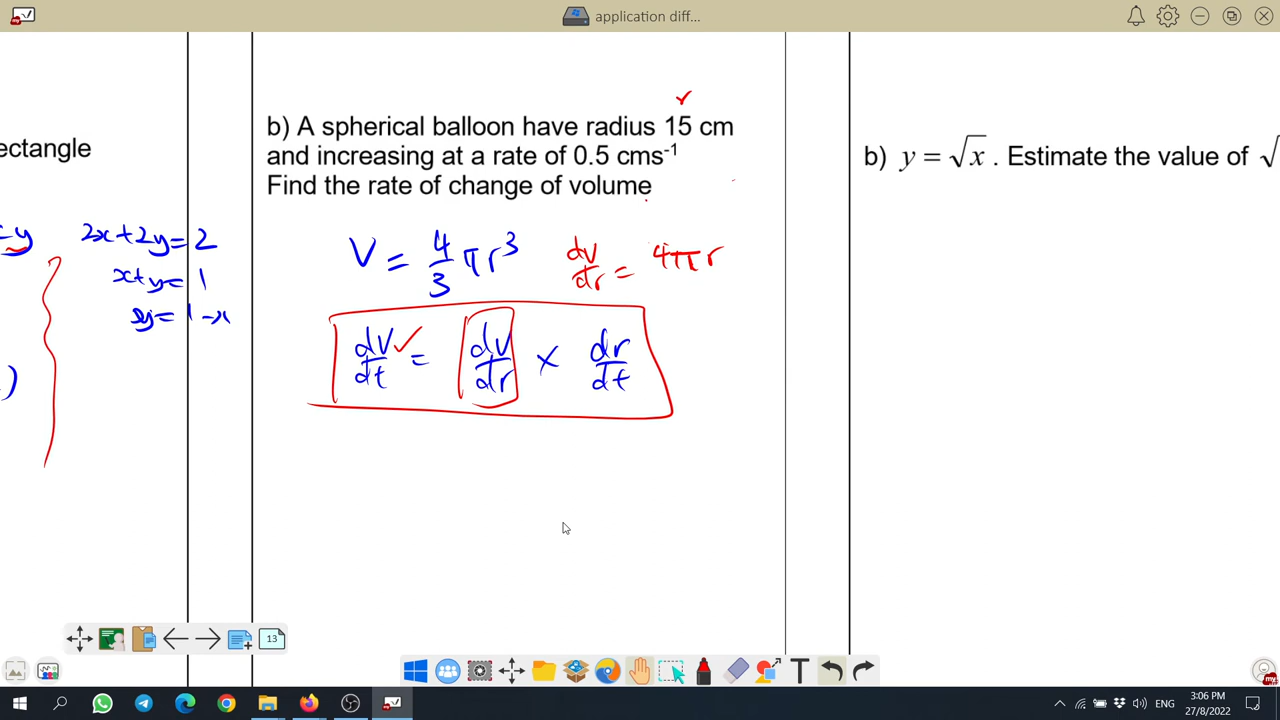 application diff...
ectangle
=y
2x+2y=2
x+y=1
y=1-x
)
r
b) A spherical balloon have radius 15 cm
and increasing at a rate of 0.5 cms⁻¹
Find the rate of change of volume
V = 4/3 πr³
dv/dr = 4πr
dV/dt ✓ = dV/dr × dr/dt
b) y = √x . Estimate the value of √
13
ENG
3:06 PM
27/8/2022